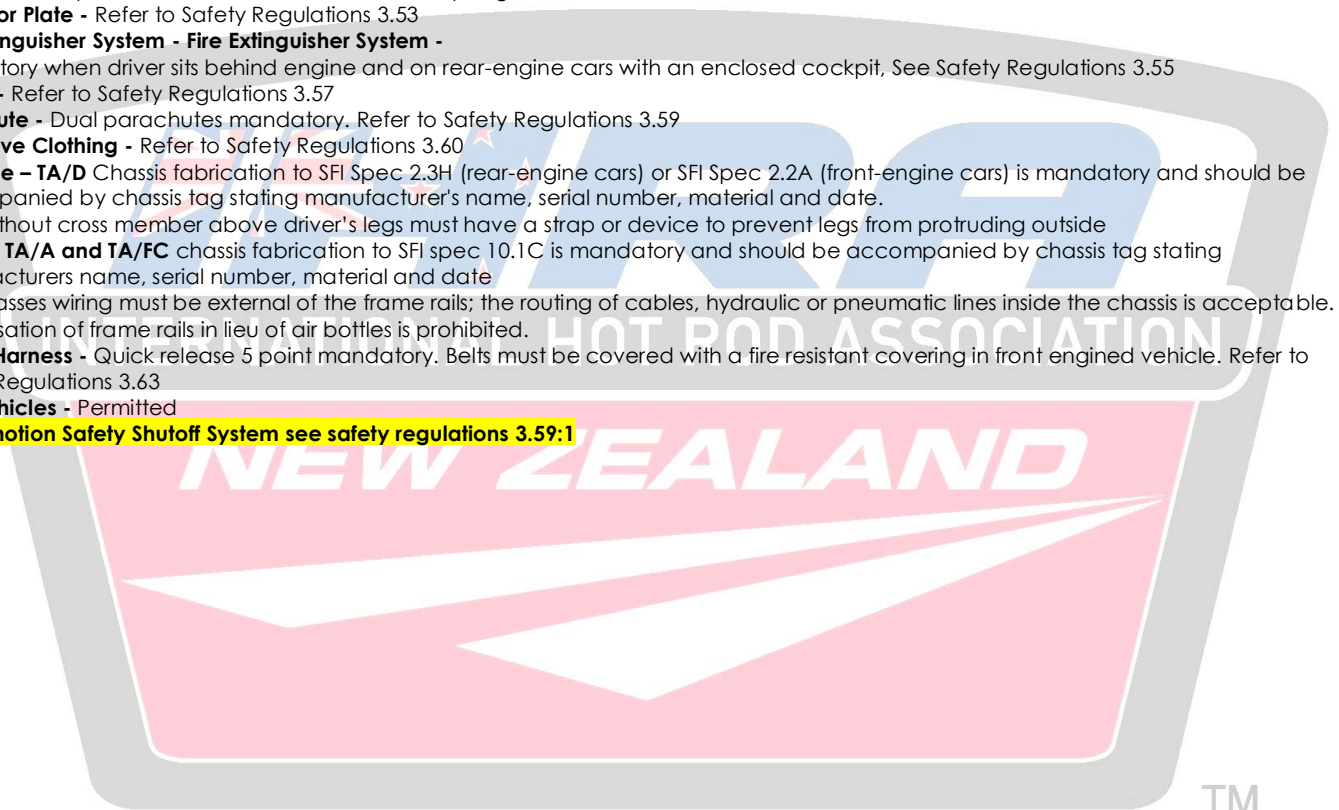 or Plate - Refer to Safety Regulations 3.53
nguisher System - Fire Extinguisher System -
tory when driver sits behind engine and on rear-engine cars with an enclosed cockpit, See Safety Regulations 3.55
- Refer to Safety Regulations 3.57
ute - Dual parachutes mandatory. Refer to Safety Regulations 3.59
ve Clothing - Refer to Safety Regulations 3.60
e – TA/D Chassis fabrication to SFI Spec 2.3H (rear-engine cars) or SFI Spec 2.2A (front-engine cars) is mandatory and should be
panied by chassis tag stating manufacturer's name, serial number, material and date.
ithout cross member above driver's legs must have a strap or device to prevent legs from protruding outside
TA/A and TA/FC chassis fabrication to SFI spec 10.1C is mandatory and should be accompanied by chassis tag stating
acturers name, serial number, material and date
asses wiring must be external of the frame rails; the routing of cables, hydraulic or pneumatic lines inside the chassis is acceptable.
sation of frame rails in lieu of air bottles is prohibited.
Harness - Quick release 5 point mandatory. Belts must be covered with a fire resistant covering in front engined vehicle. Refer to
Regulations 3.63
hicles - Permitted
notion Safety Shutoff System see safety regulations 3.59:1
IHRA
INTERNATIONAL HOT ROD ASSOCIATION
NEW ZEALAND
TM